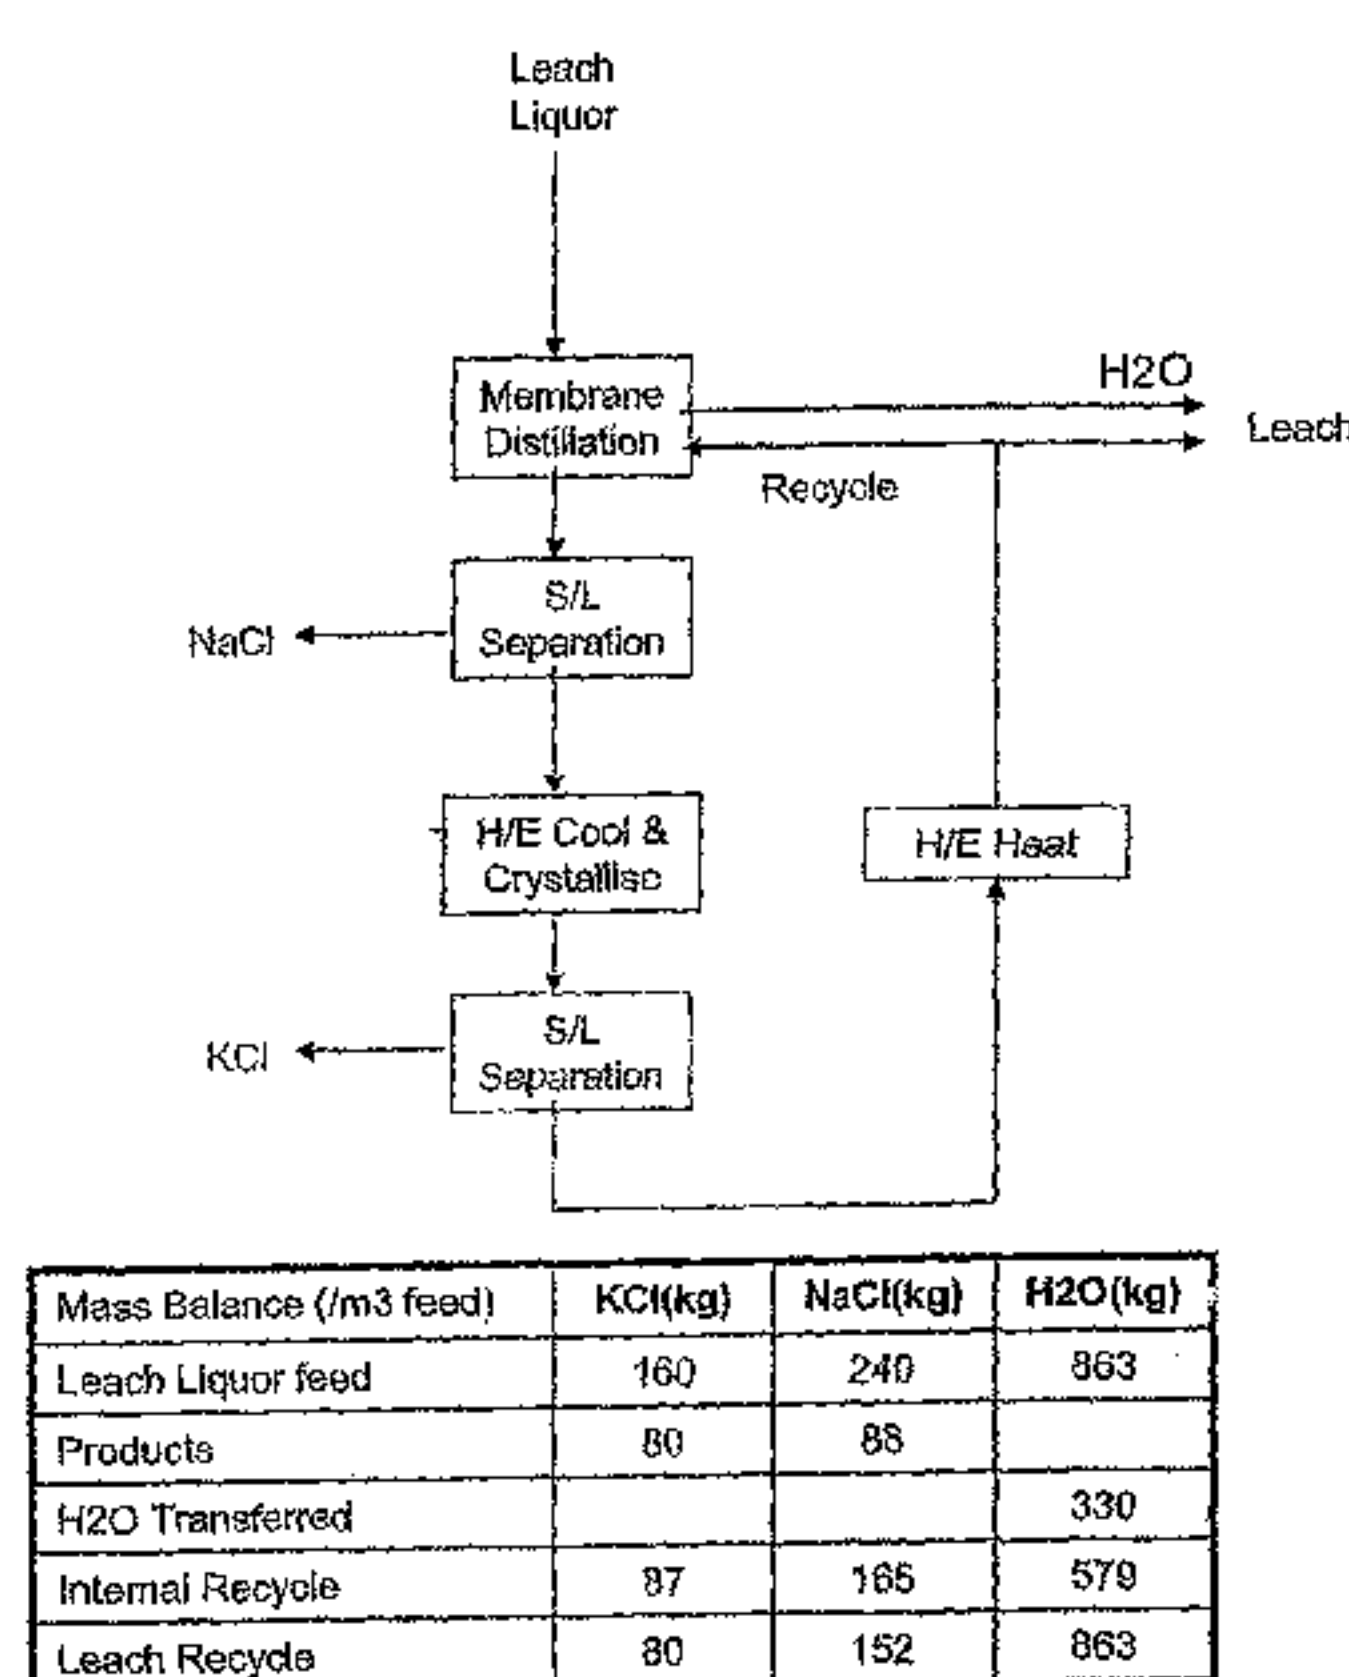 Leach
Liquor
Membrane
Distillation
H2O
Leach
Recycle
S/L
Separation
NaCl
H/E Cool &
Crystallise
H/E Heat
S/L
Separation
KCl
Mass Balance (/m3 feed) KCl(kg) NaCl(kg) H2O(kg)
Leach Liquor feed 160 240 863
Products 80 88
H2O Transferred 330
Internal Recycle 87 165 579
Leach Recycle 80 152 863